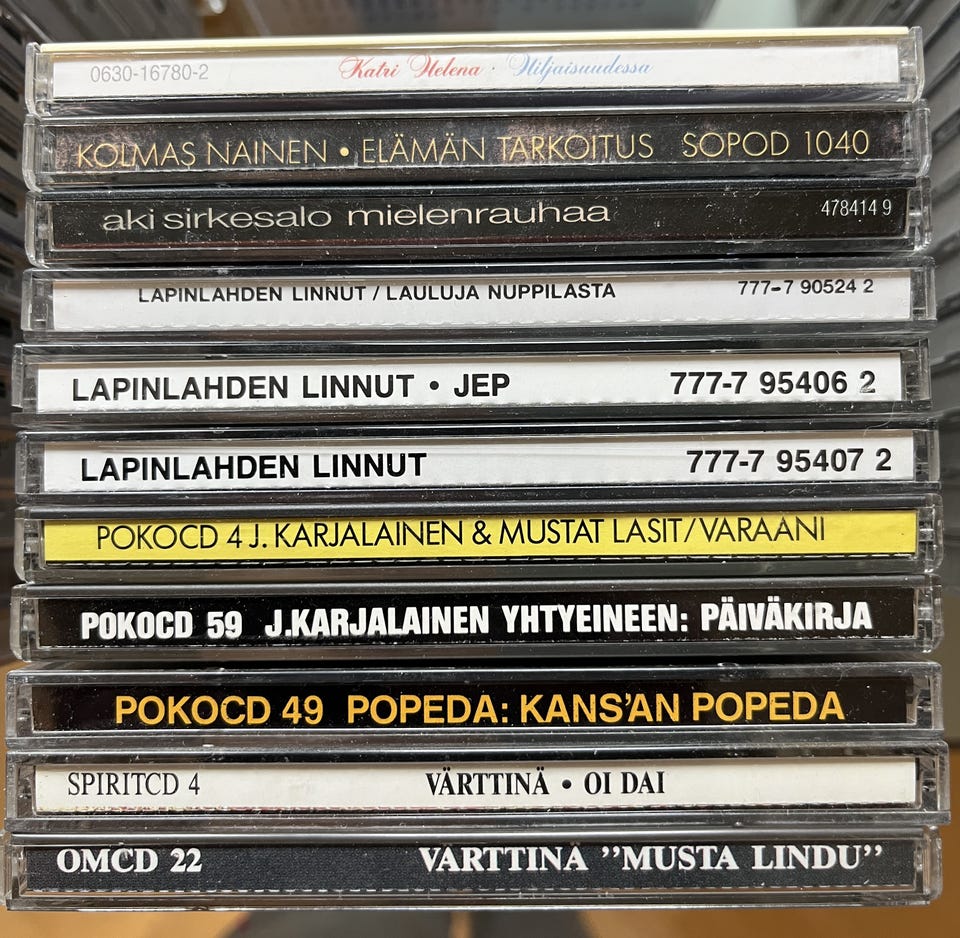 0630-16780-2 Katri Helena · Hiljaisuudessa
KOLMAS NAINEN • ELÄMÄN TARKOITUS SOPOD 1040
aki sirkesalo mielenrauhaa 478414 9
LAPINLAHDEN LINNUT / LAULUJA NUPPILASTA 777-7 90524 2
LAPINLAHDEN LINNUT • JEP 777-7 95406 2
LAPINLAHDEN LINNUT 777-7 95407 2
POKOCD 4 J. KARJALAINEN & MUSTAT LASIT/VARAANI
POKOCD 59 J.KARJALAINEN YHTYEINEEN: PÄIVÄKIRJA
POKOCD 49 POPEDA: KANS'AN POPEDA
SPIRITCD 4 VÄRTTINÄ • OI DAI
OMCD 22 VÄRTTINÄ ’’MUSTA LINDU’’